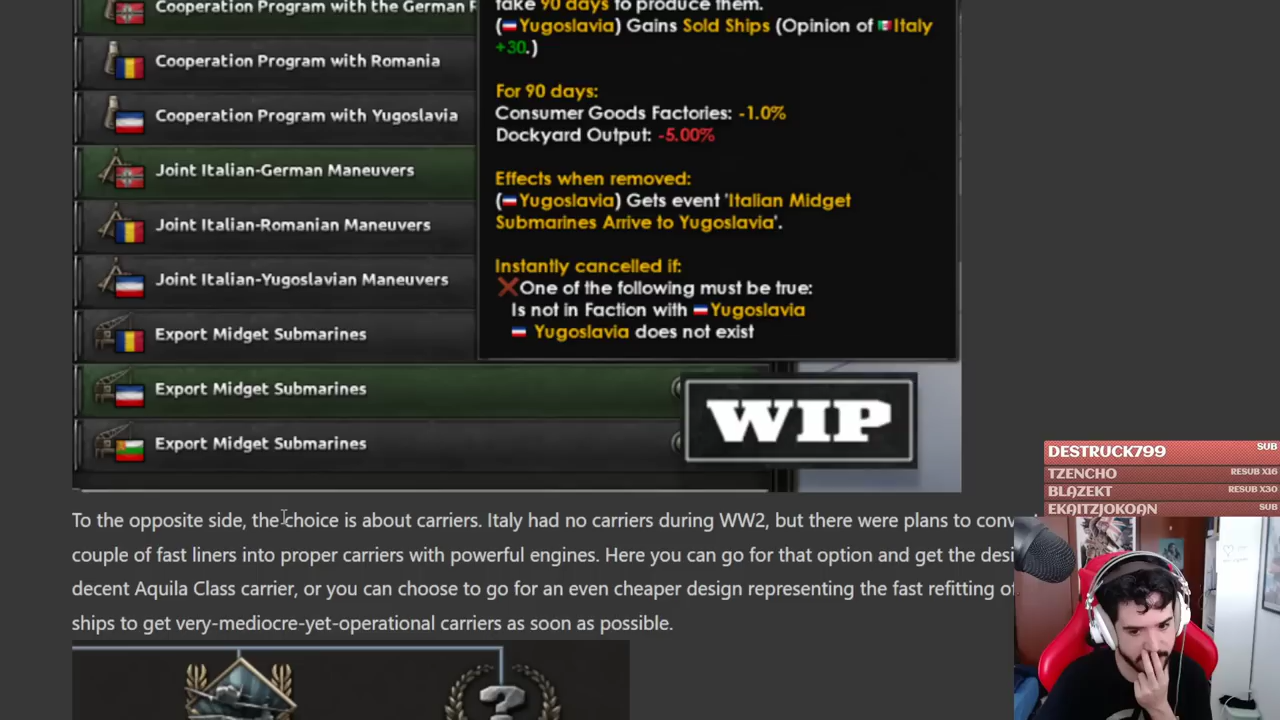 Cooperation Program with the German R
take 90 days to produce them.
(Yugoslavia) Gains Sold Ships (Opinion of Italy
+30.)
Cooperation Program with Romania
For 90 days:
Consumer Goods Factories: -1.0%
Cooperation Program with Yugoslavia
Dockyard Output: -5.00%
Joint Italian-German Maneuvers
Effects when removed:
(Yugoslavia) Gets event 'Italian Midget
Submarines Arrive to Yugoslavia'.
Joint Italian-Romanian Maneuvers
Instantly cancelled if:
Joint Italian-Yugoslavian Maneuvers
One of the following must be true:
Is not in Faction with Yugoslavia
Yugoslavia does not exist
Export Midget Submarines
Export Midget Submarines
WIP
Export Midget Submarines
DESTRUCK799 SUB
TZENCHO RESUB X16
BLAZEKT RESUB X30
EKAITZJOKOAN SUB
To the opposite side, the choice is about carriers. Italy had no carriers during WW2, but there were plans to conv
couple of fast liners into proper carriers with powerful engines. Here you can go for that option and get the desi
decent Aquila Class carrier, or you can choose to go for an even cheaper design representing the fast refitting of
ships to get very-mediocre-yet-operational carriers as soon as possible.